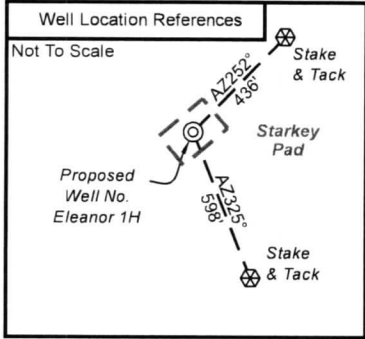 Well Location References
Not To Scale
Stake
& Tack
AZ252°
436'
Starkey
Pad
Proposed
Well No.
Eleanor 1H
AZ325°
598'
Stake
& Tack